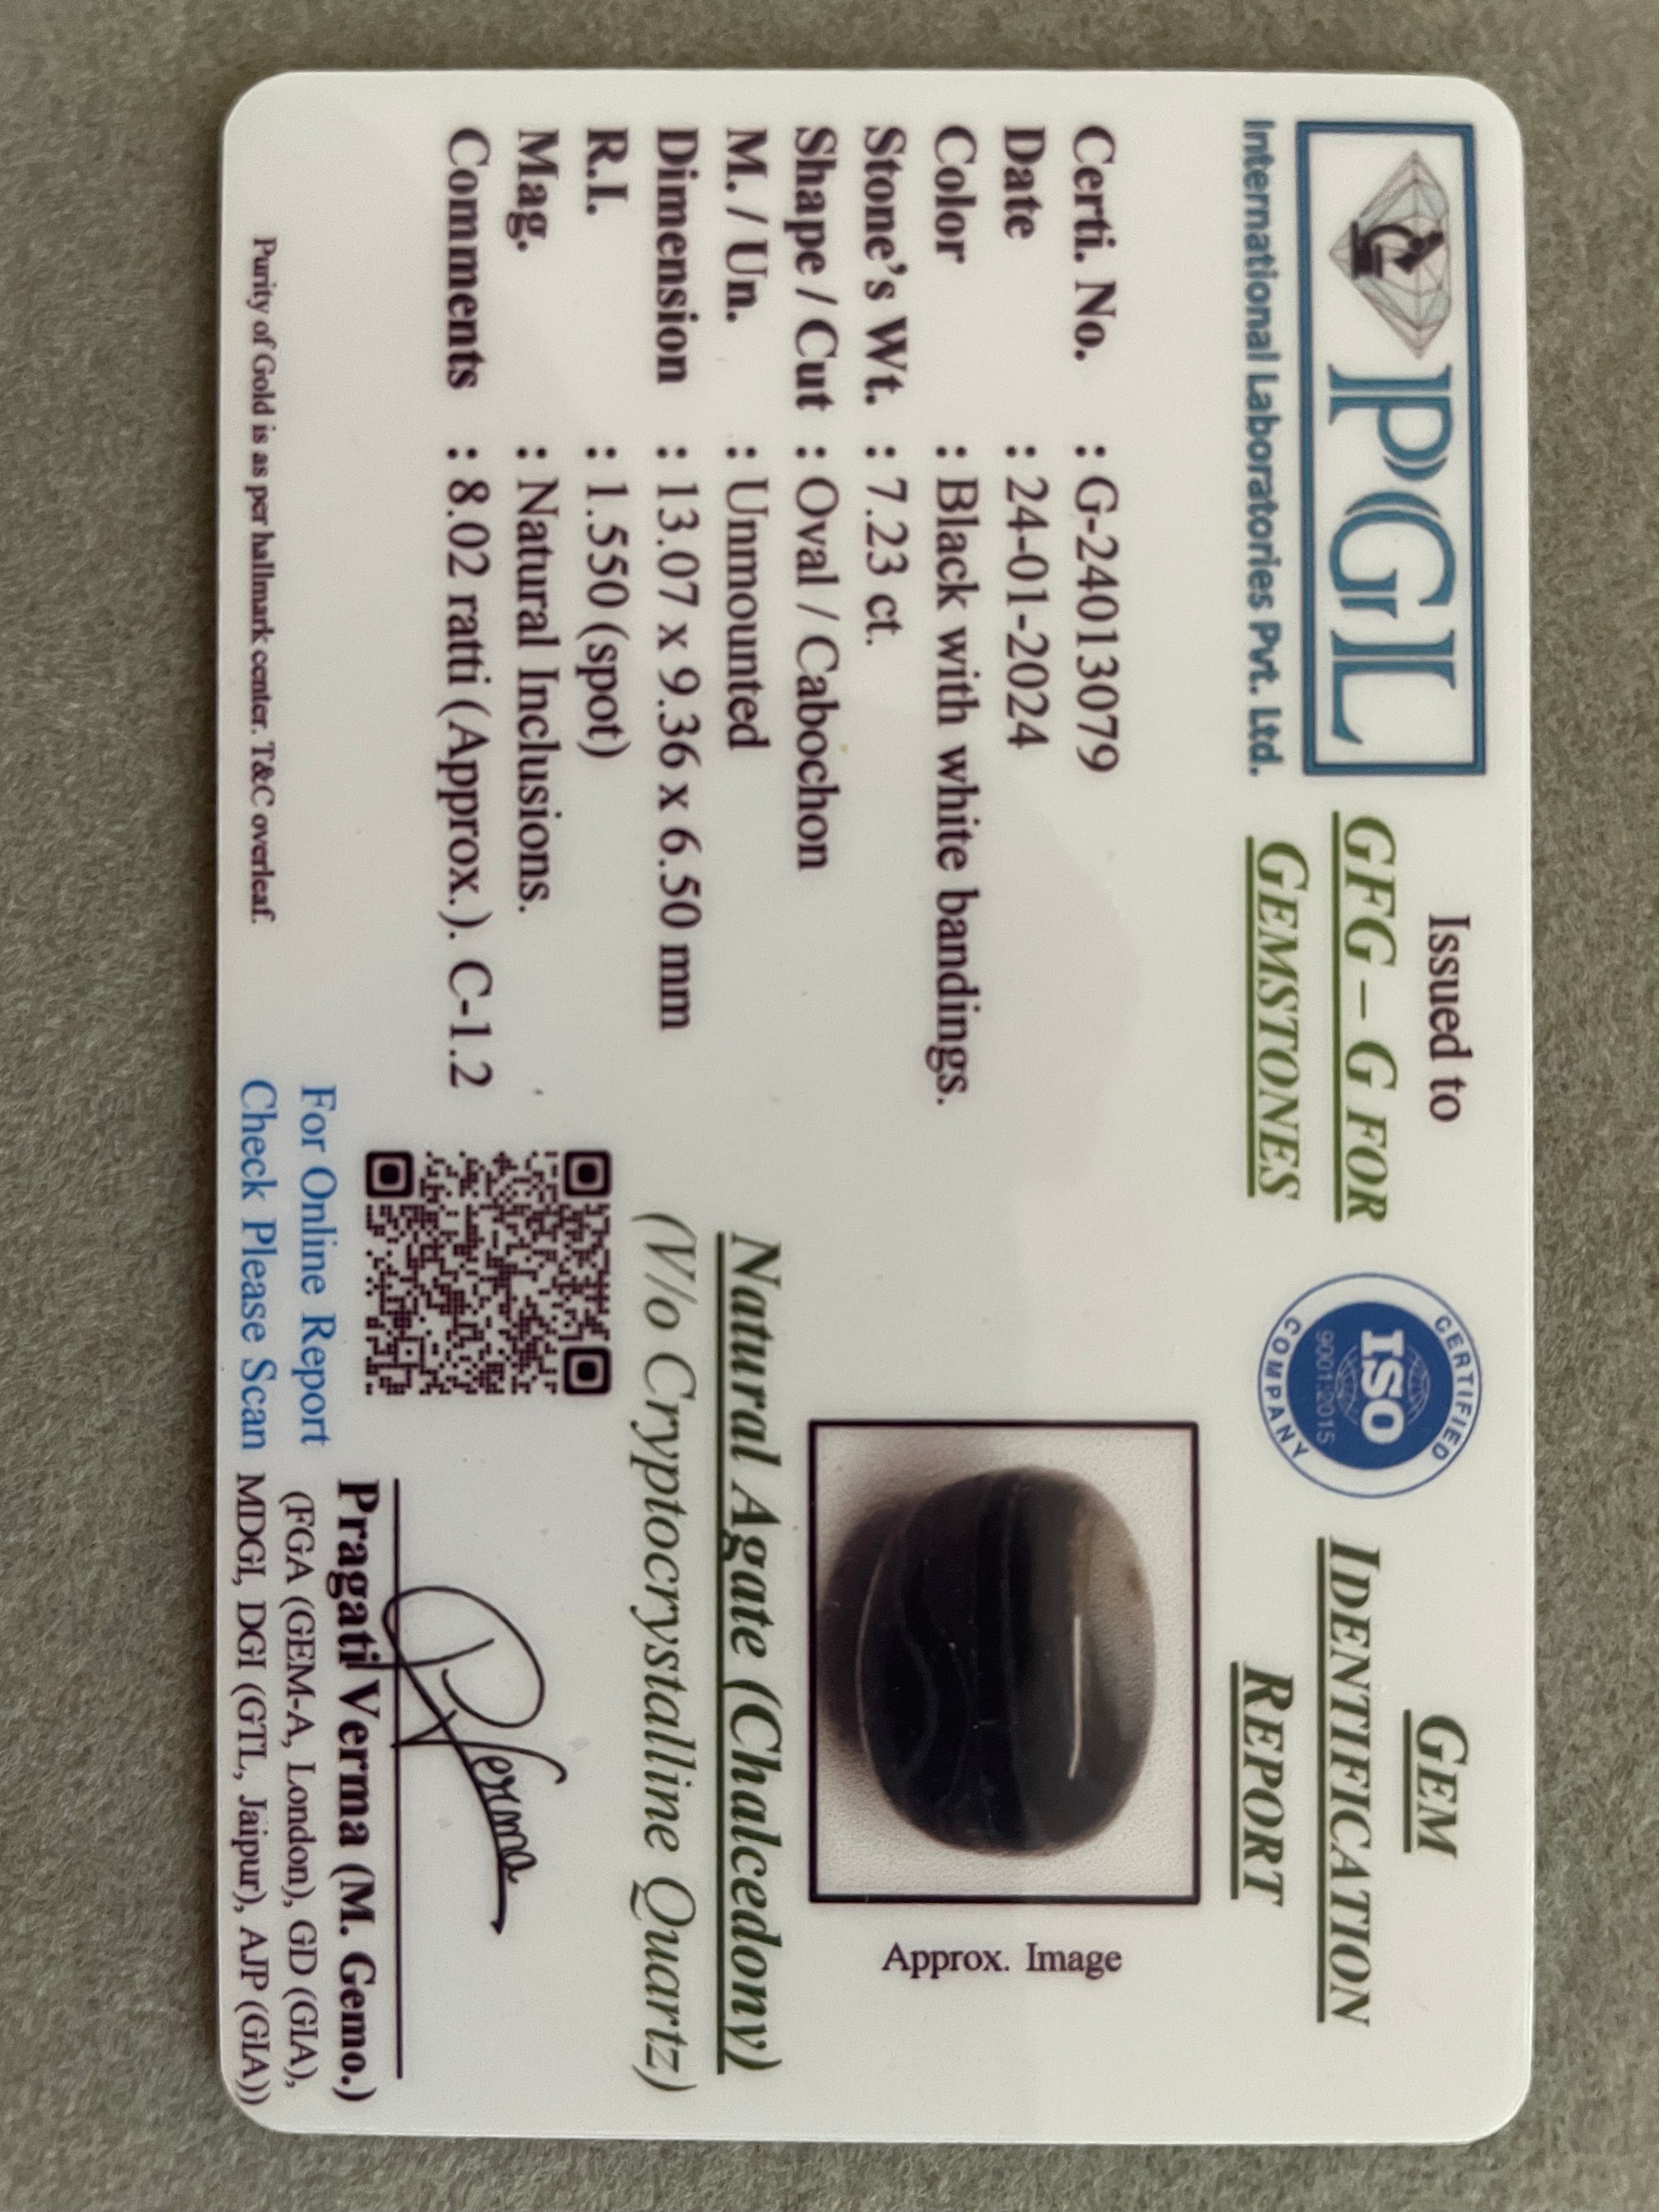 PGL
International Laboratories Pvt. Ltd.
Issued to
GFG – G FOR
GEMSTONES
CERTIFIED
ISO
9001:2015
COMPANY
GEM
IDENTIFICATION
REPORT
Certi. No. : G-24013079
Date : 24-01-2024
Color : Black with white bandings.
Stone's Wt. : 7.23 ct.
Shape / Cut : Oval / Cabochon
M. / Un. : Unmounted
Dimension : 13.07 x 9.36 x 6.50 mm
R.I. : 1.550 (spot)
Mag. : Natural Inclusions.
Comments : 8.02 ratti (Approx.). C-1.2
Purity of Gold is as per hallmark center. T&C overleaf.
Approx. Image
Natural Agate (Chalcedony)
(V/o Cryptocrystalline Quartz)
For Online Report
Check Please Scan
PVerma
Pragati Verma (M. Gemo.)
(FGA (GEM-A, London), GD (GIA),
MDGI, DGI (GTL, Jaipur), AJP (GIA))